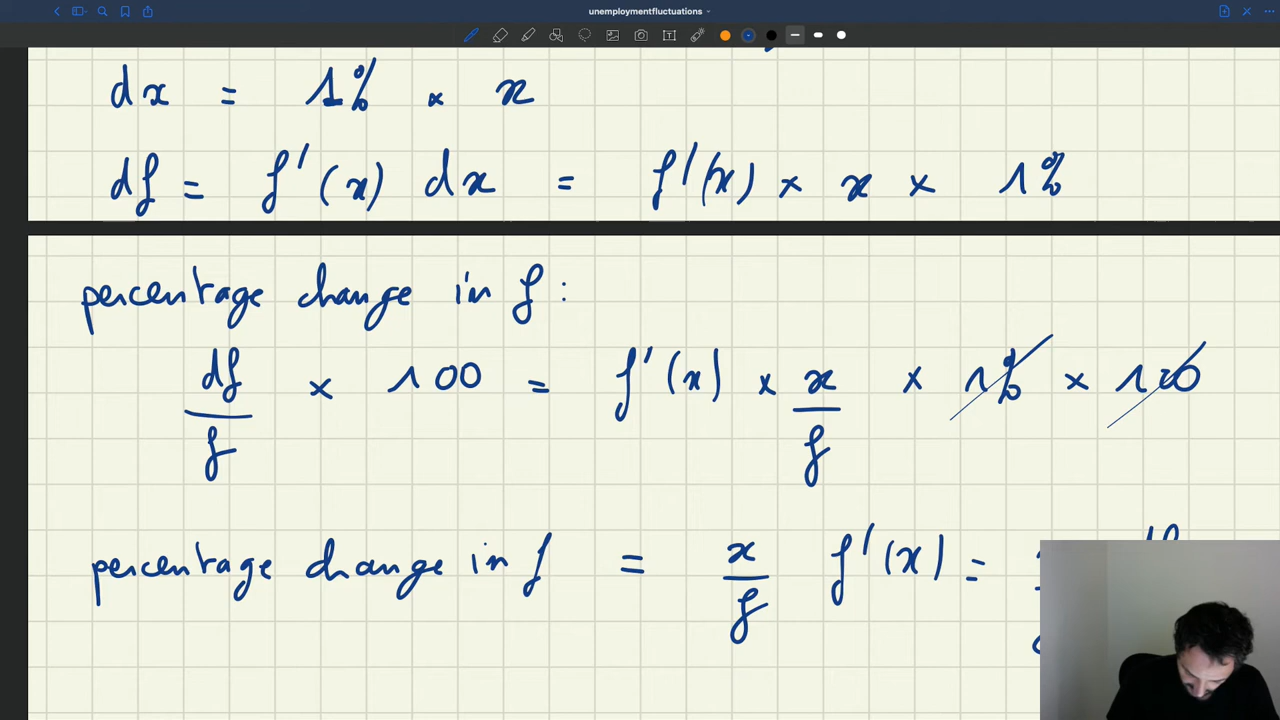 unemploymentfluctuations
dx = 1% × x
df = f'(x) dx = f'(x) × x × 1%
percentage change in f :
df/f × 100 = f'(x) × x/f × 1% × 100
percentage change in f = x/f f'(x) =